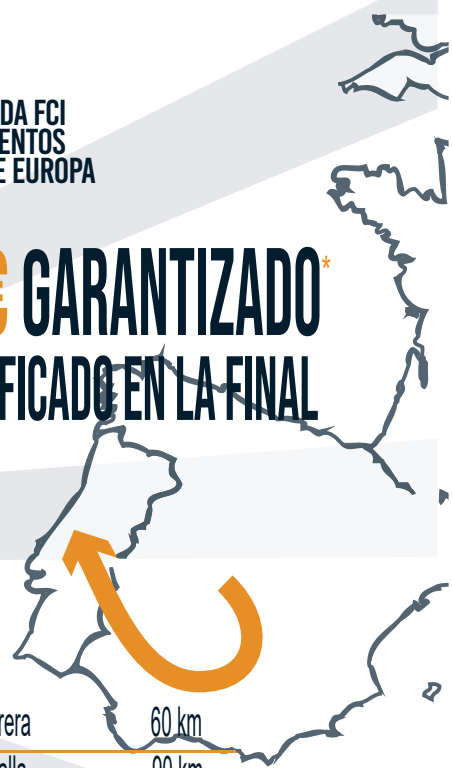 DA FCI
ENTOS
E EUROPA
€ GARANTIZADO*
FICADO EN LA FINAL
rera 60 km